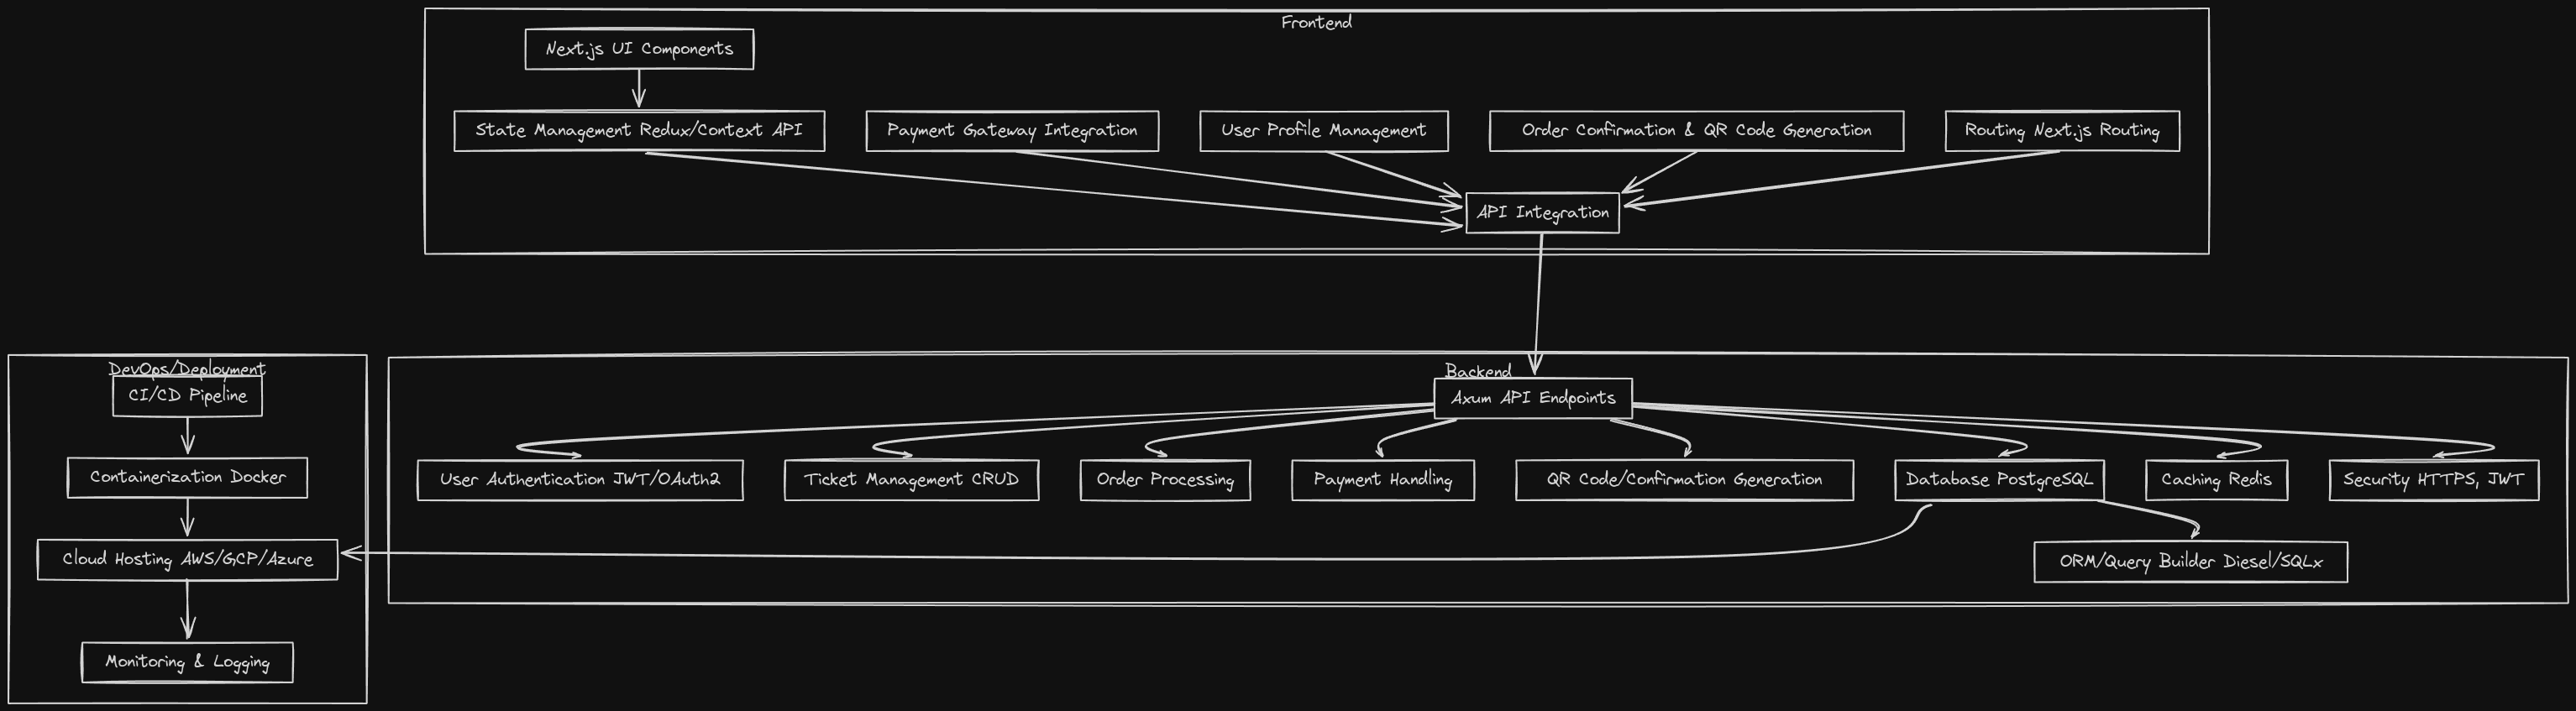 Frontend
Next.js UI Components
State Management Redux/Context API
Payment Gateway Integration
User Profile Management
Order Confirmation & QR Code Generation
Routing Next.js Routing
API Integration
DevOps/Deployment
CI/CD Pipeline
Containerization Docker
Cloud Hosting AWS/GCP/Azure
Monitoring & Logging
Backend
Axum API Endpoints
User Authentication JWT/OAuth2
Ticket Management CRUD
Order Processing
Payment Handling
QR Code/Confirmation Generation
Database PostgreSQL
Caching Redis
Security HTTPS, JWT
ORM/Query Builder Diesel/SQLx